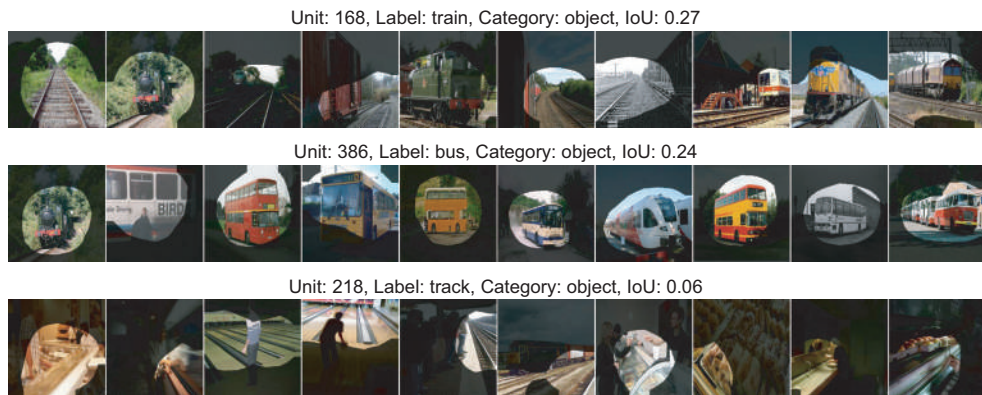 Unit: 168, Label: train, Category: object, IoU: 0.27
Unit: 386, Label: bus, Category: object, IoU: 0.24
BIRD
Unit: 218, Label: track, Category: object, IoU: 0.06